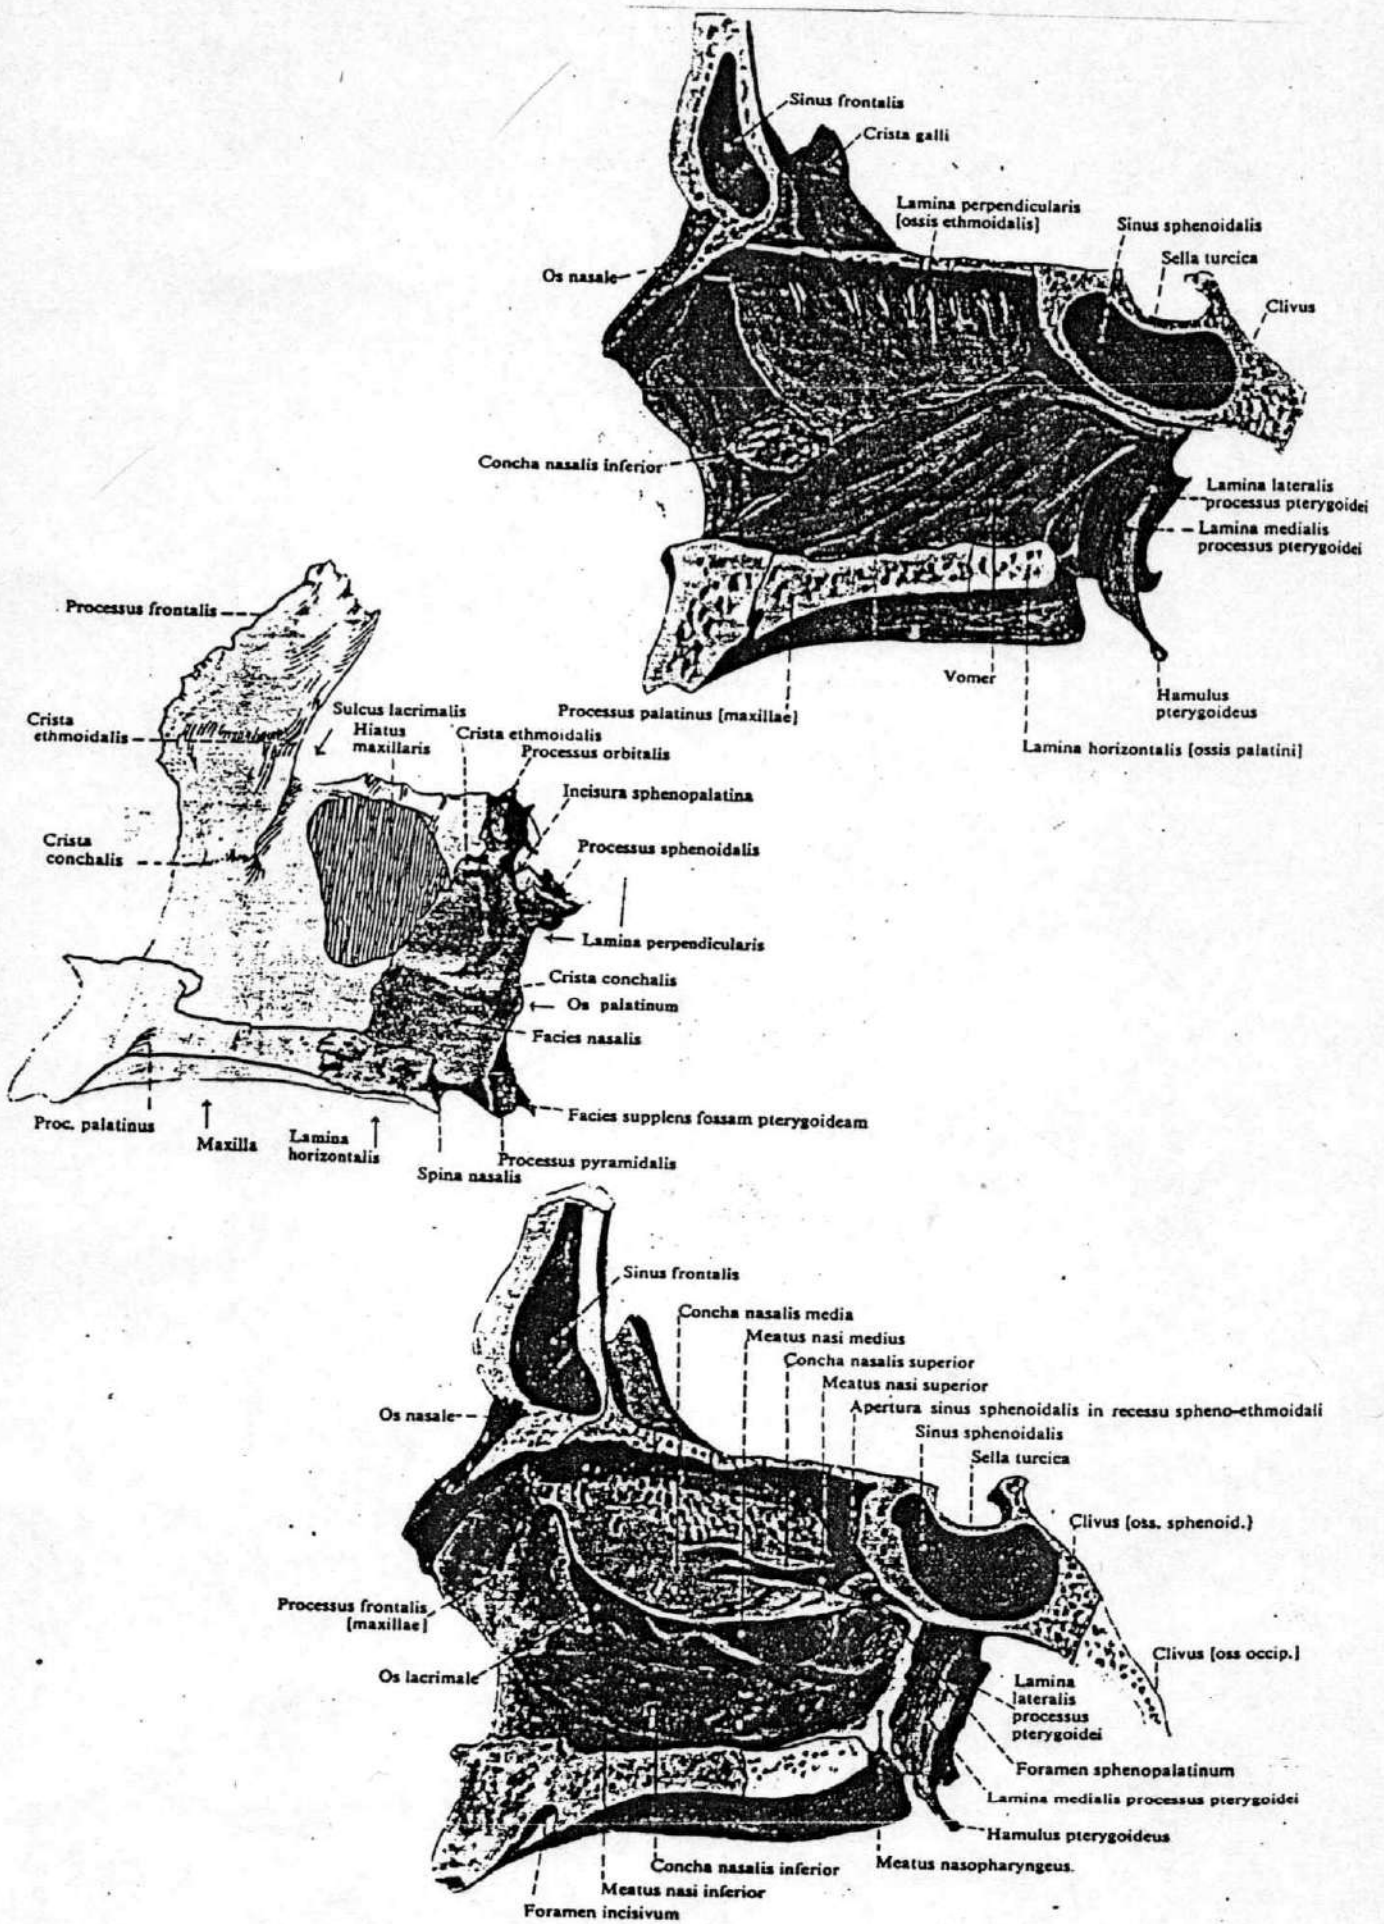 Sinus frontalis
Crista galli
Lamina perpendicularis
[ossis ethmoidalis]
Sinus sphenoidalis
Sella turcica
Os nasale
Clivus
Concha nasalis inferior
Lamina lateralis
processus pterygoidei
Lamina medialis
processus pterygoidei
Vomer
Hamulus
pterygoideus
Processus palatinus [maxillae]
Lamina horizontalis [ossis palatini]
Processus frontalis
Sulcus lacrimalis
Crista
ethmoidalis
Hiatus
maxillaris
Crista ethmoidalis
Processus orbitalis
Incisura sphenopalatina
Crista
conchalis
Processus sphenoidalis
Lamina perpendicularis
Crista conchalis
Os palatinum
Facies nasalis
Facies supplens fossam pterygoideam
Proc. palatinus
Maxilla
Lamina
horizontalis
Processus pyramidalis
Spina nasalis
Sinus frontalis
Concha nasalis media
Meatus nasi medius
Concha nasalis superior
Meatus nasi superior
Os nasale
Apertura sinus sphenoidalis in recessu spheno-ethmoidali
Sinus sphenoidalis
Sella turcica
Clivus [oss. sphenoid.]
Processus frontalis
[maxillae]
Os lacrimale
Clivus [oss occip.]
Lamina
lateralis
processus
pterygoidei
Foramen sphenopalatinum
Lamina medialis processus pterygoidei
Hamulus pterygoideus
Meatus nasopharyngeus.
Concha nasalis inferior
Meatus nasi inferior
Foramen incisivum